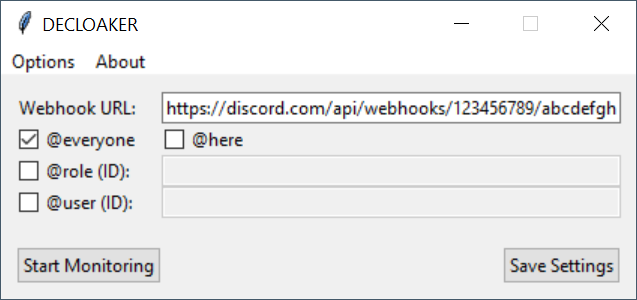 DECLOAKER
Options About
Webhook URL: https://discord.com/api/webhooks/123456789/abcdefgh
@everyone @here
@role (ID):
@user (ID):
Start Monitoring Save Settings